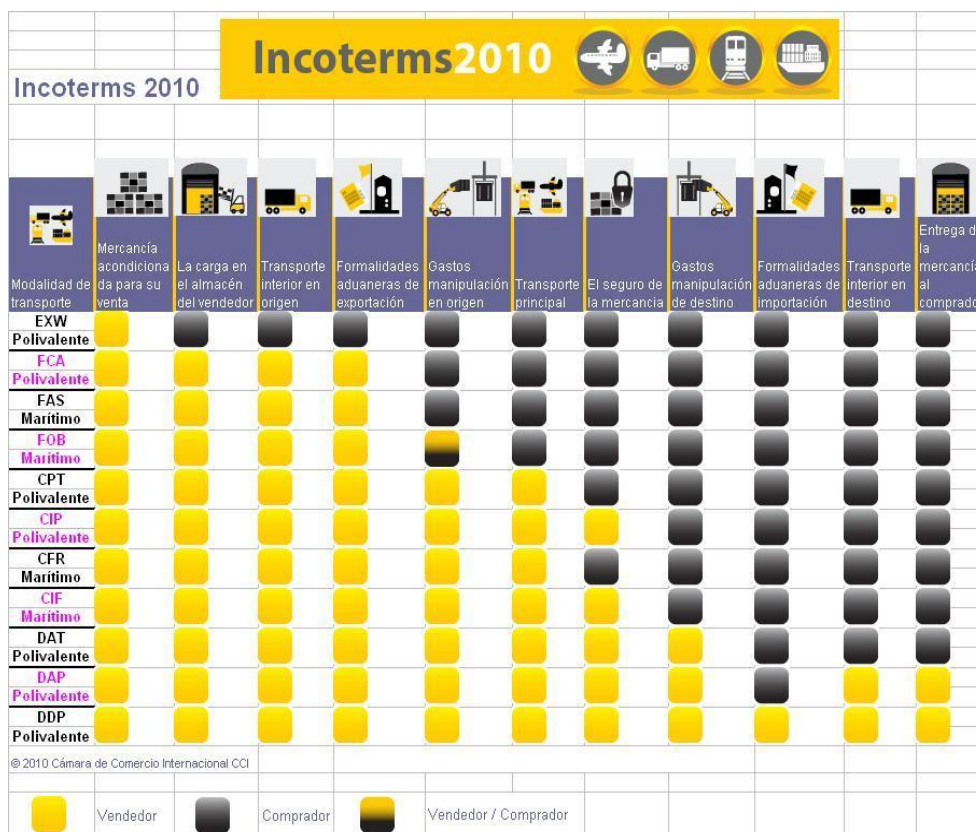 Incoterms2010
Incoterms 2010
Modalidad de
transporte
Mercancía
acondiciona
da para su
venta
La carga en
el almacén
del vendedor
Transporte
interior en
origen
Formalidades
aduaneras de
exportación
Gastos
manipulación
en origen
Transporte
principal
El seguro de
la mercancia
Gastos
manipulación
de destino
Formalidades
aduaneras de
importación
Transporte
interior en
destino
Entrega d
la
mercancía
al
comprado
EXW
Polivalente
FCA
Polivalente
FAS
Marítimo
FOB
Marítimo
CPT
Polivalente
CIP
Polivalente
CFR
Marítimo
CIF
Marítimo
DAT
Polivalente
DAP
Polivalente
DDP
Polivalente
© 2010 Cámara de Comercio Internacional CCI
Vendedor
Comprador
Vendedor / Comprador